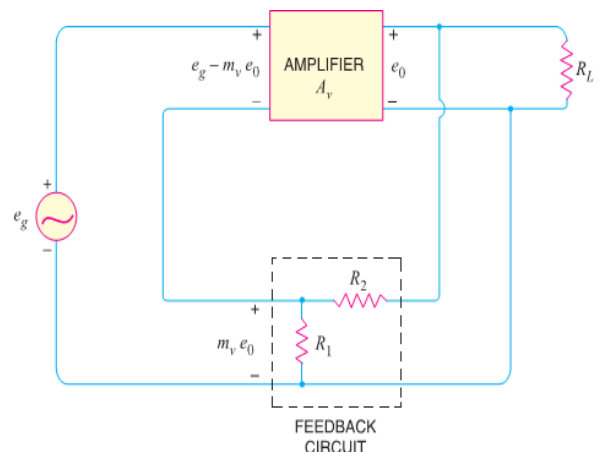 +
+
e_g − m_v e_0
AMPLIFIER
A_v
e_0
R_L
−
−
+
e_g
−
R_2
+
m_v e_0
R_1
−
FEEDBACK
CIRCUIT